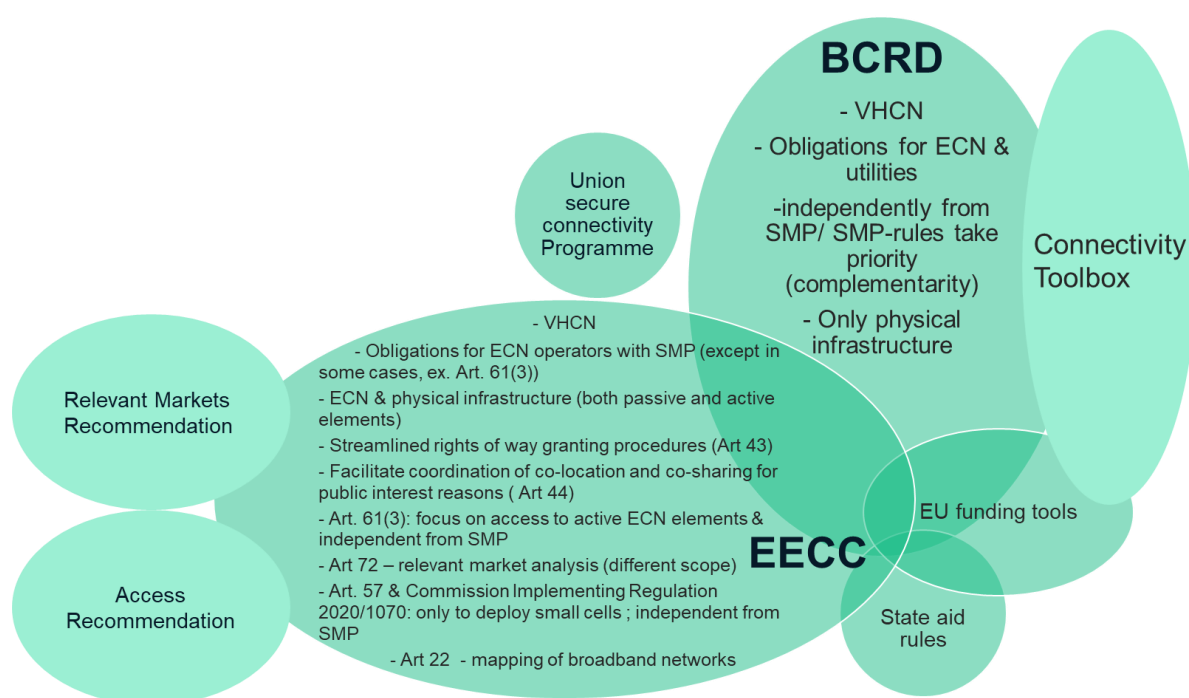 BCRD
- VHCN
- Obligations for ECN &
utilities
-independently from
SMP/ SMP-rules take
priority
(complementarity)
- Only physical
infrastructure
Connectivity
Toolbox
Union
secure
connectivity
Programme
- VHCN
- Obligations for ECN operators with SMP (except in
some cases, ex. Art. 61(3))
- ECN & physical infrastructure (both passive and active
elements)
- Streamlined rights of way granting procedures (Art 43)
- Facilitate coordination of co-location and co-sharing for
public interest reasons ( Art 44)
- Art. 61(3): focus on access to active ECN elements &
independent from SMP
- Art 72 – relevant market analysis (different scope)
- Art. 57 & Commission Implementing Regulation
2020/1070: only to deploy small cells ; independent from
SMP
- Art 22  - mapping of broadband networks
EECC
Relevant Markets
Recommendation
Access
Recommendation
EU funding tools
State aid
rules